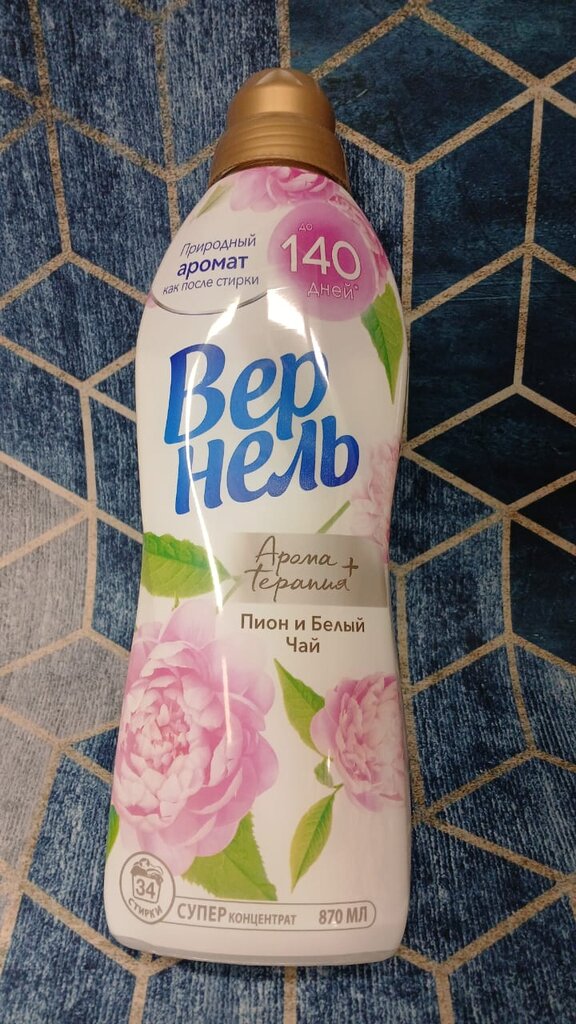 Природный
аромат
как после стирки
до
140
дней*
Вер
нель
Арома
Терапия+
Пион и Белый
Чай
34
СТИРКИ
СУПЕР КОНЦЕНТРАТ 870 МЛ